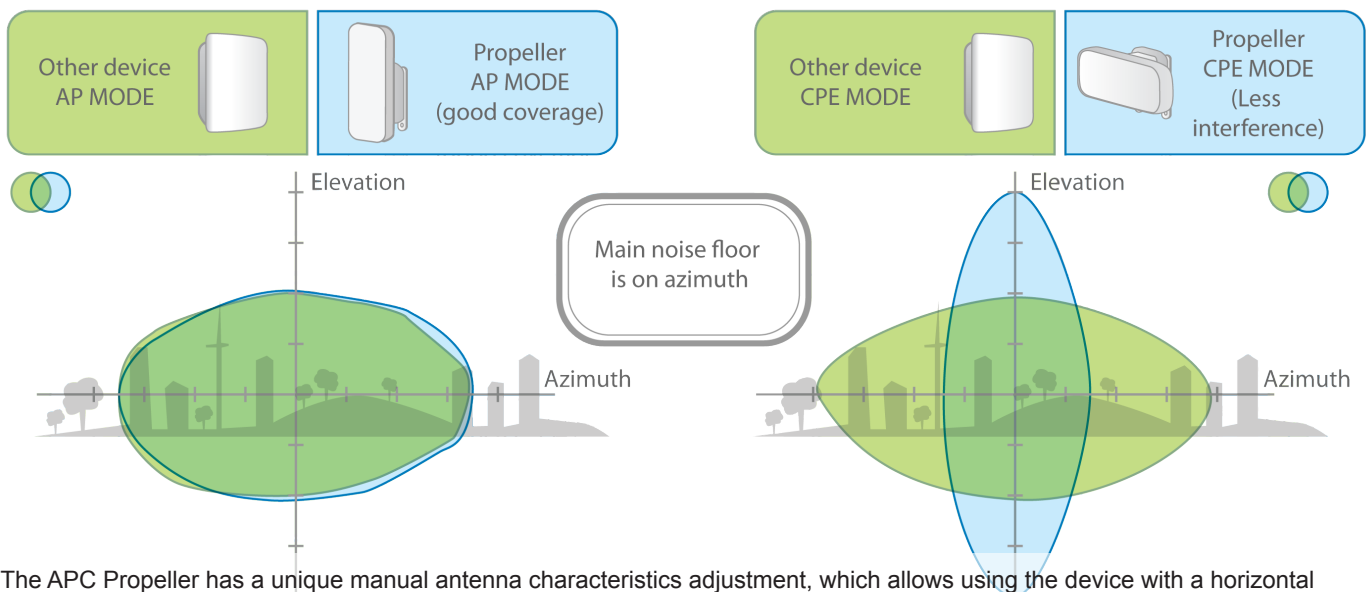 Other device
AP MODE
Propeller
AP MODE
(good coverage)
Other device
CPE MODE
Propeller
CPE MODE
(Less
interference)
Elevation
Main noise floor
is on azimuth
Azimuth
Elevation
Azimuth
The APC Propeller has a unique manual antenna characteristics adjustment, which allows using the device with a horizontal